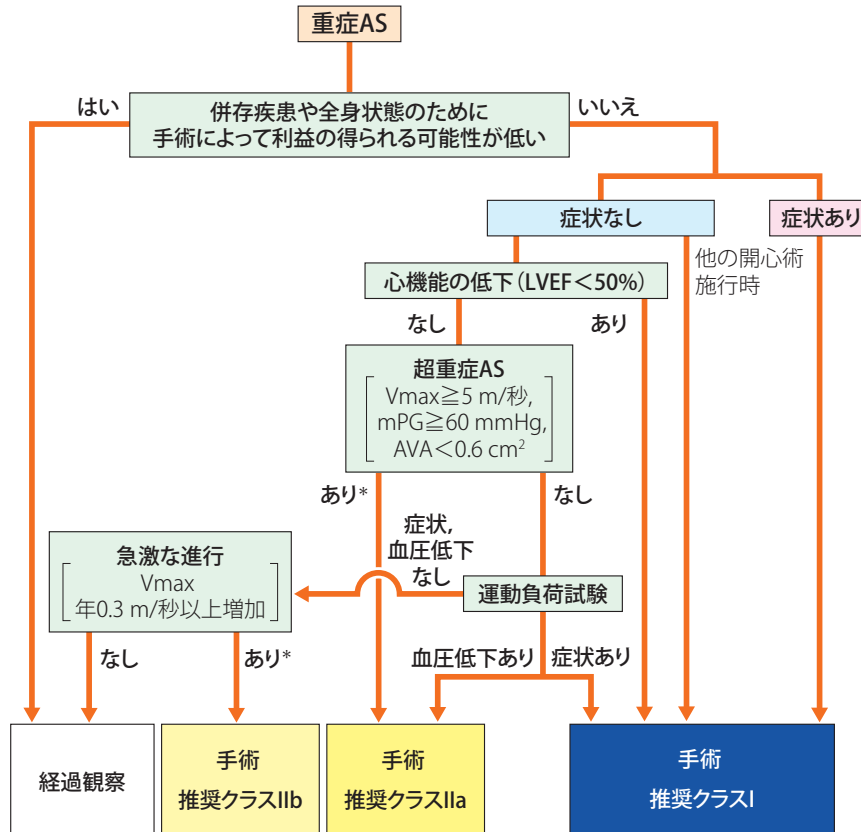 重症AS
はい
併存疾患や全身状態のために
手術によって利益の得られる可能性が低い
いいえ
症状なし
症状あり
他の開心術
施行時
心機能の低下(LVEF＜50%)
なし
あり
超重症AS
Vmax≧5 m/秒,
mPG≧60 mmHg,
AVA＜0.6 cm²
あり*
なし
症状,
血圧低下
なし
急激な進行
Vmax
年0.3 m/秒以上増加
運動負荷試験
なし
あり*
血圧低下あり
症状あり
経過観察
手術
推奨クラスIIb
手術
推奨クラスIIa
手術
推奨クラスI